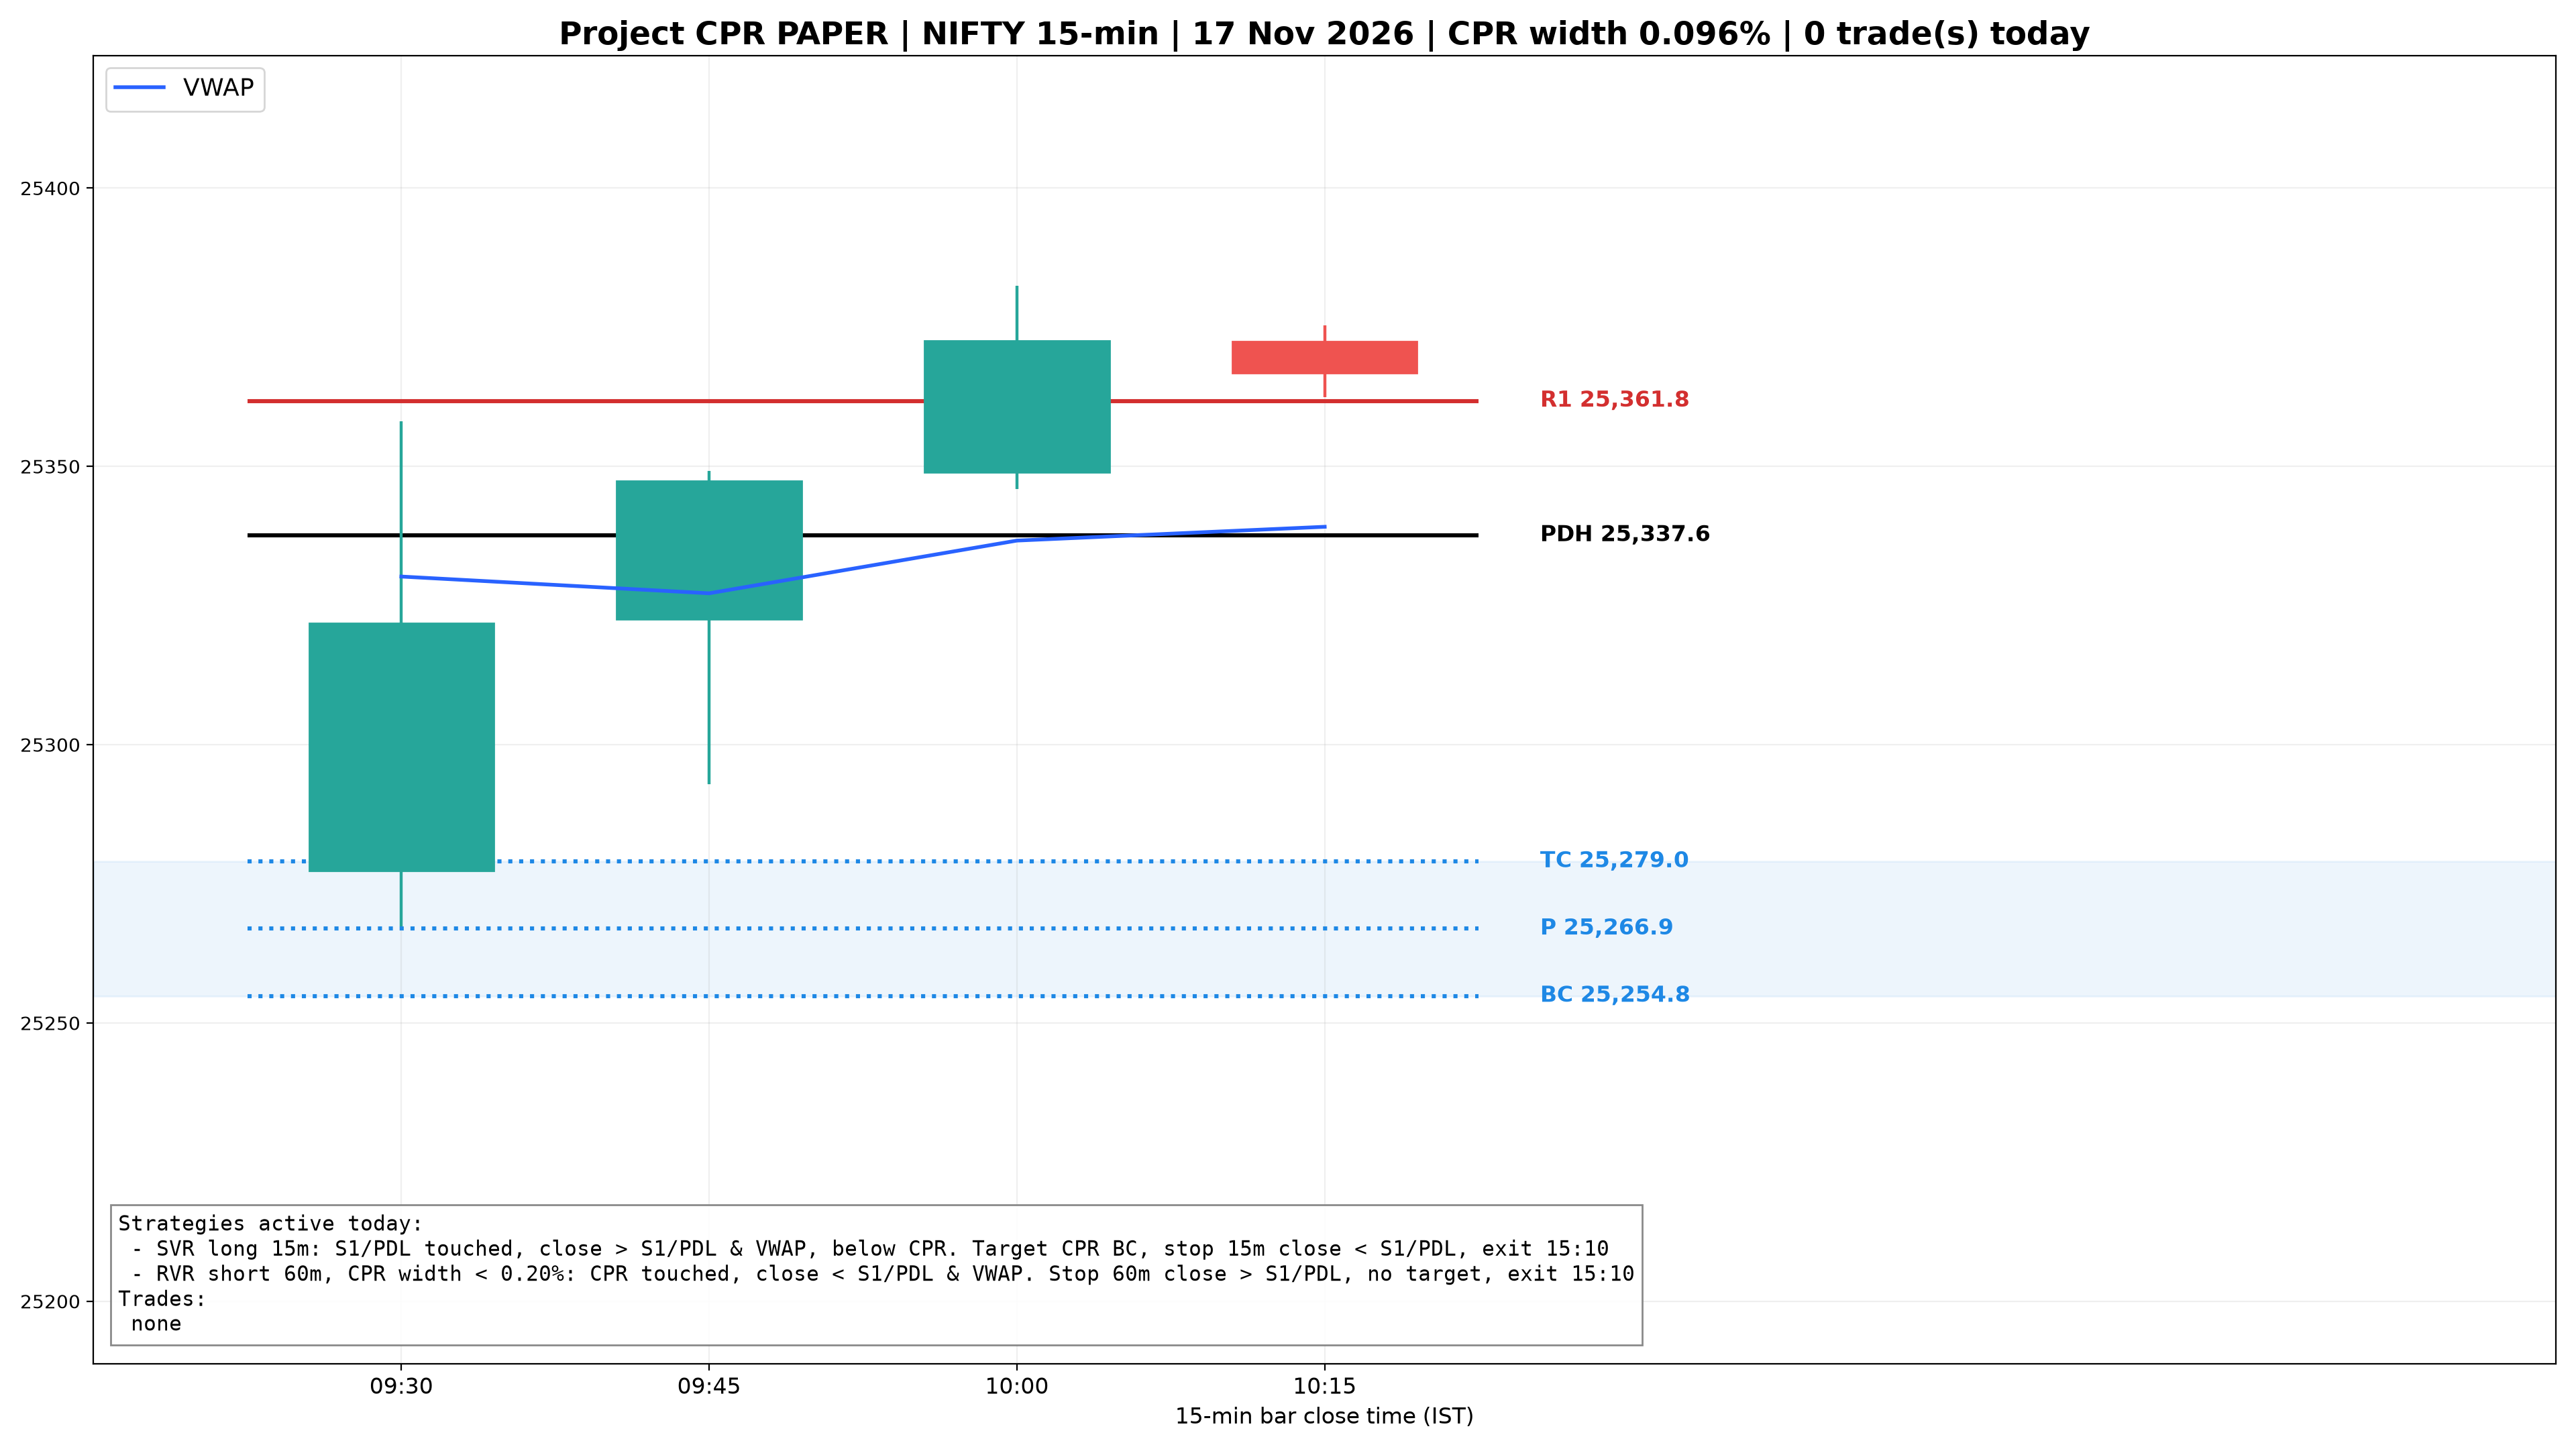 Project CPR PAPER | NIFTY 15-min | 17 Nov 2026 | CPR width 0.096% | 0 trade(s) today
VWAP
25400
25350
25300
25250
25200
R1 25,361.8
PDH 25,337.6
TC 25,279.0
P 25,266.9
BC 25,254.8
Strategies active today:
- SVR long 15m: S1/PDL touched, close > S1/PDL & VWAP, below CPR. Target CPR BC, stop 15m close < S1/PDL, exit 15:10
- RVR short 60m, CPR width < 0.20%: CPR touched, close < S1/PDL & VWAP. Stop 60m close > S1/PDL, no target, exit 15:10
Trades:
none
09:30 09:45 10:00 10:15
15-min bar close time (IST)